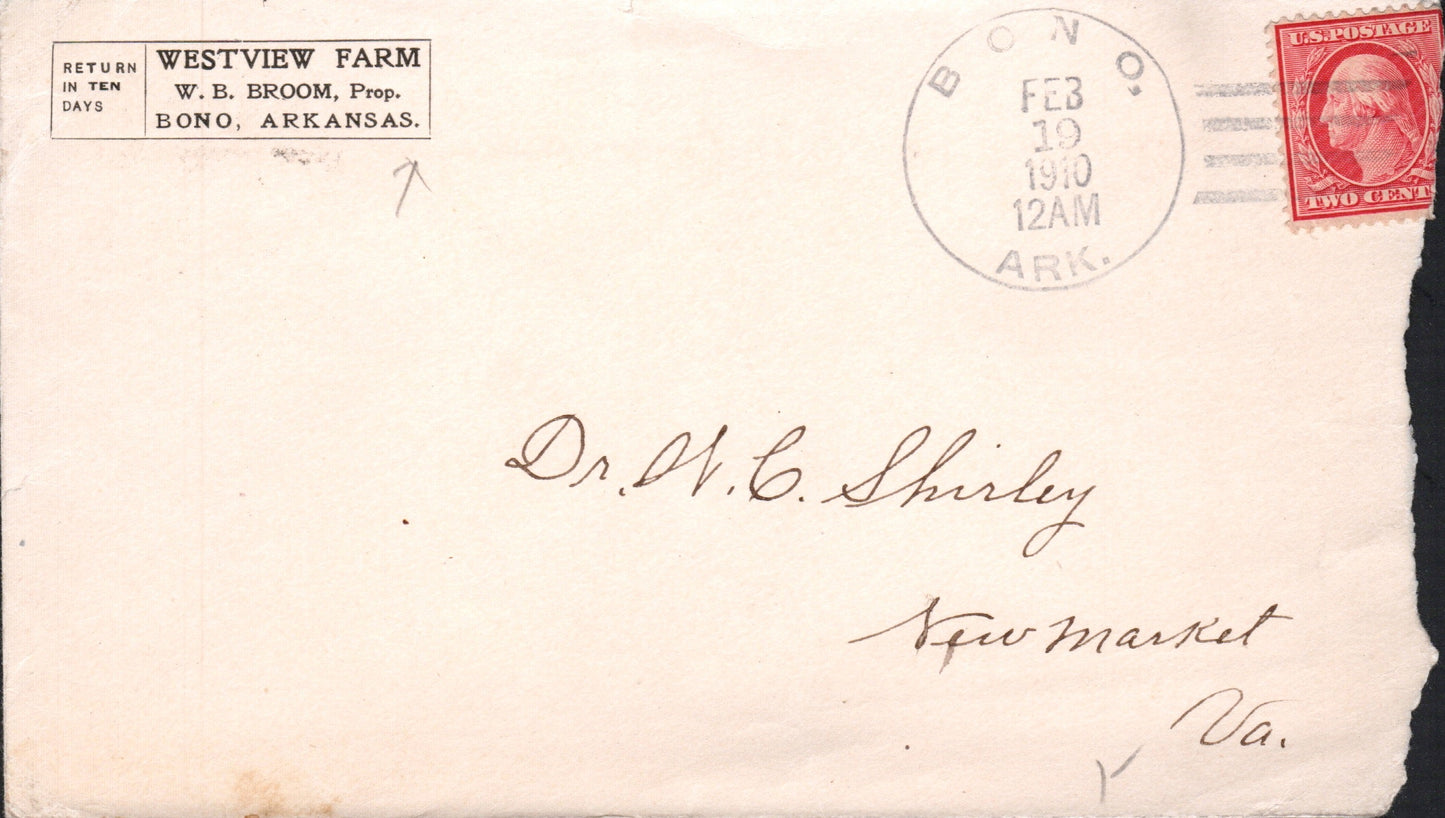 RETURN
IN TEN
DAYS
WESTVIEW FARM
W. B. BROOM, Prop.
BONO, ARKANSAS.
BONO,
FEB
19
1910
12AM
ARK.
U.S. POSTAGE
TWO CENT
Dr. W. C. Shirley
New Market
Va.